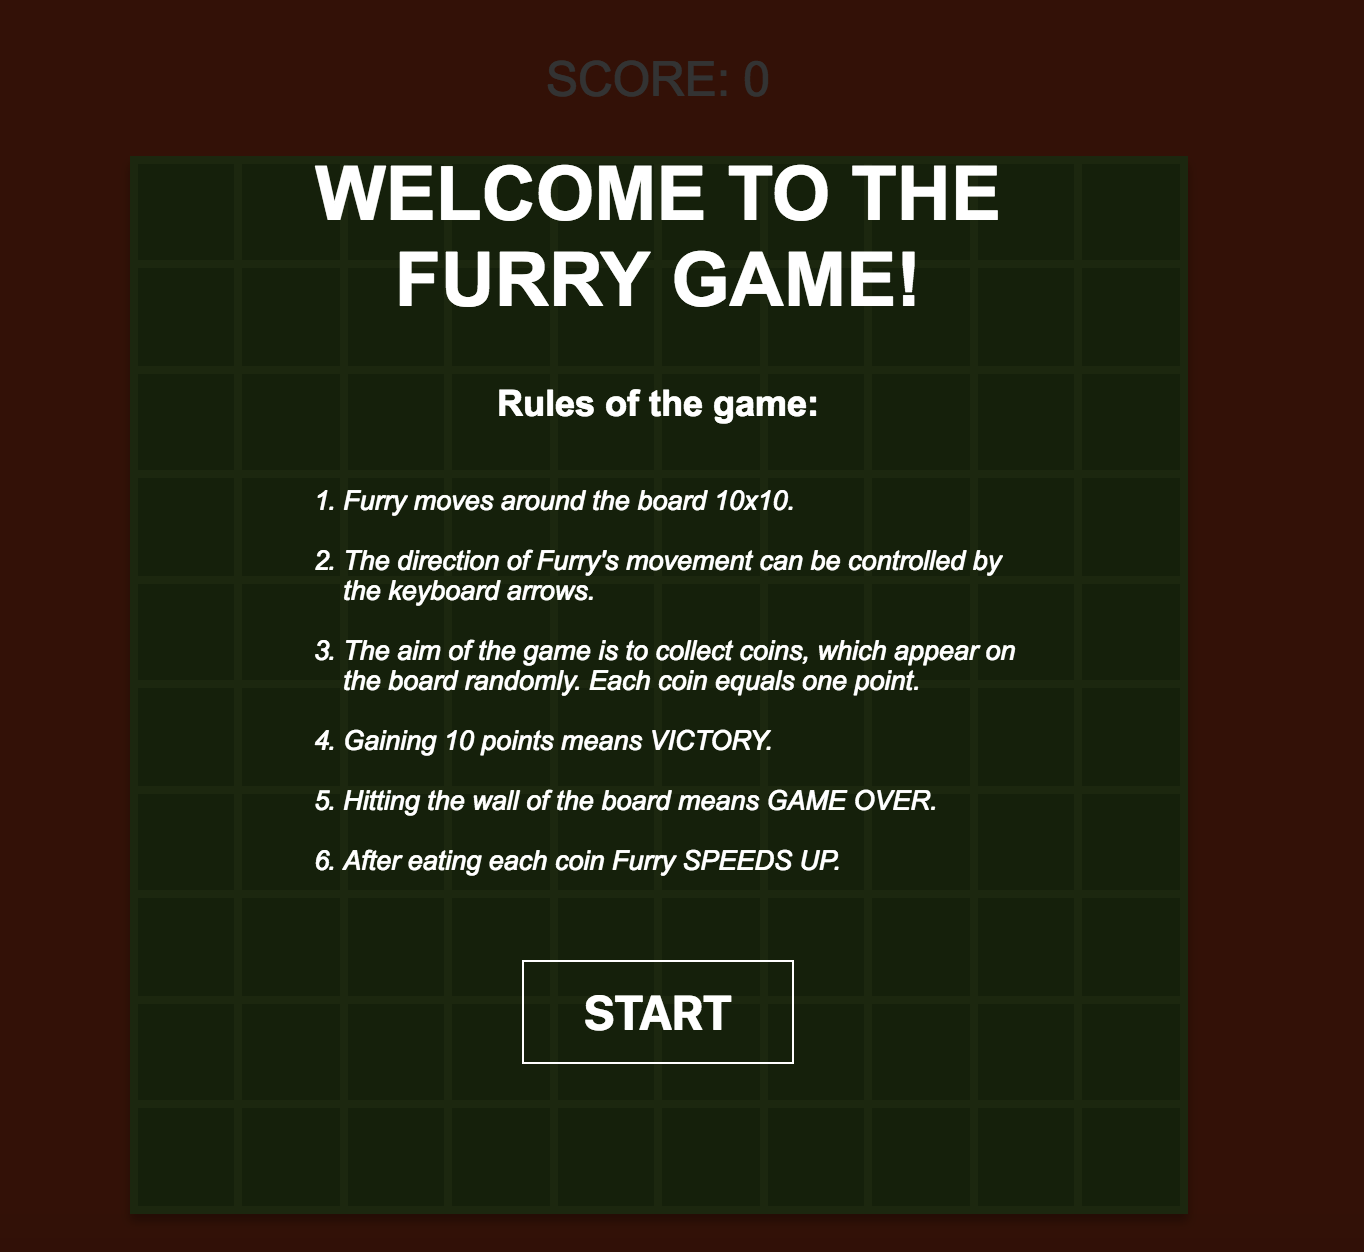 SCORE: 0
WELCOME TO THE
FURRY GAME!
Rules of the game:
1. Furry moves around the board 10x10.
2. The direction of Furry's movement can be controlled by
the keyboard arrows.
3. The aim of the game is to collect coins, which appear on
the board randomly. Each coin equals one point.
4. Gaining 10 points means VICTORY.
5. Hitting the wall of the board means GAME OVER.
6. After eating each coin Furry SPEEDS UP.
START